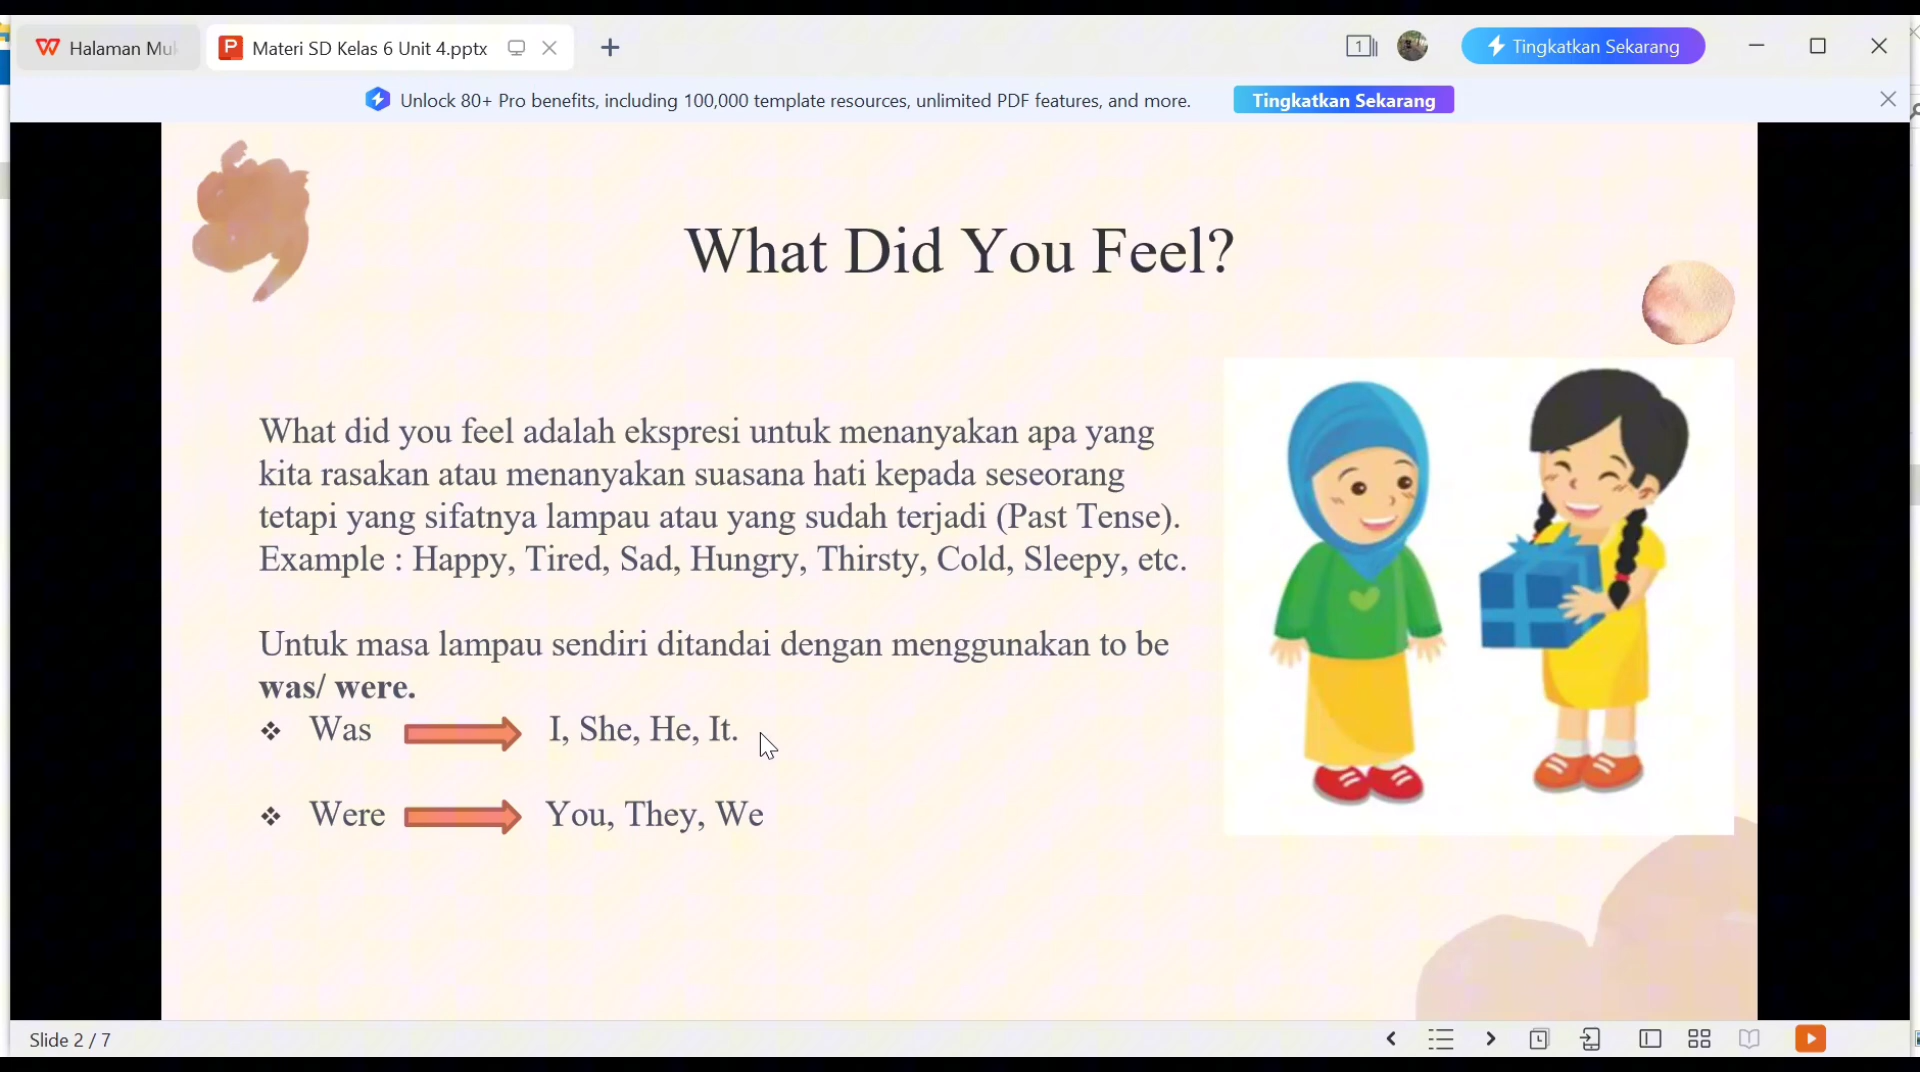 Halaman Mu
Materi SD Kelas 6 Unit 4.pptx
1
Tingkatkan Sekarang
Unlock 80+ Pro benefits, including 100,000 template resources, unlimited PDF features, and more.
Tingkatkan Sekarang
What Did You Feel?
What did you feel adalah ekspresi untuk menanyakan apa yang
kita rasakan atau menanyakan suasana hati kepada seseorang
tetapi yang sifatnya lampau atau yang sudah terjadi (Past Tense).
Example : Happy, Tired, Sad, Hungry, Thirsty, Cold, Sleepy, etc.
Untuk masa lampau sendiri ditandai dengan menggunakan to be
was/ were.
❖ Was I, She, He, It.
❖ Were You, They, We
Slide 2 / 7